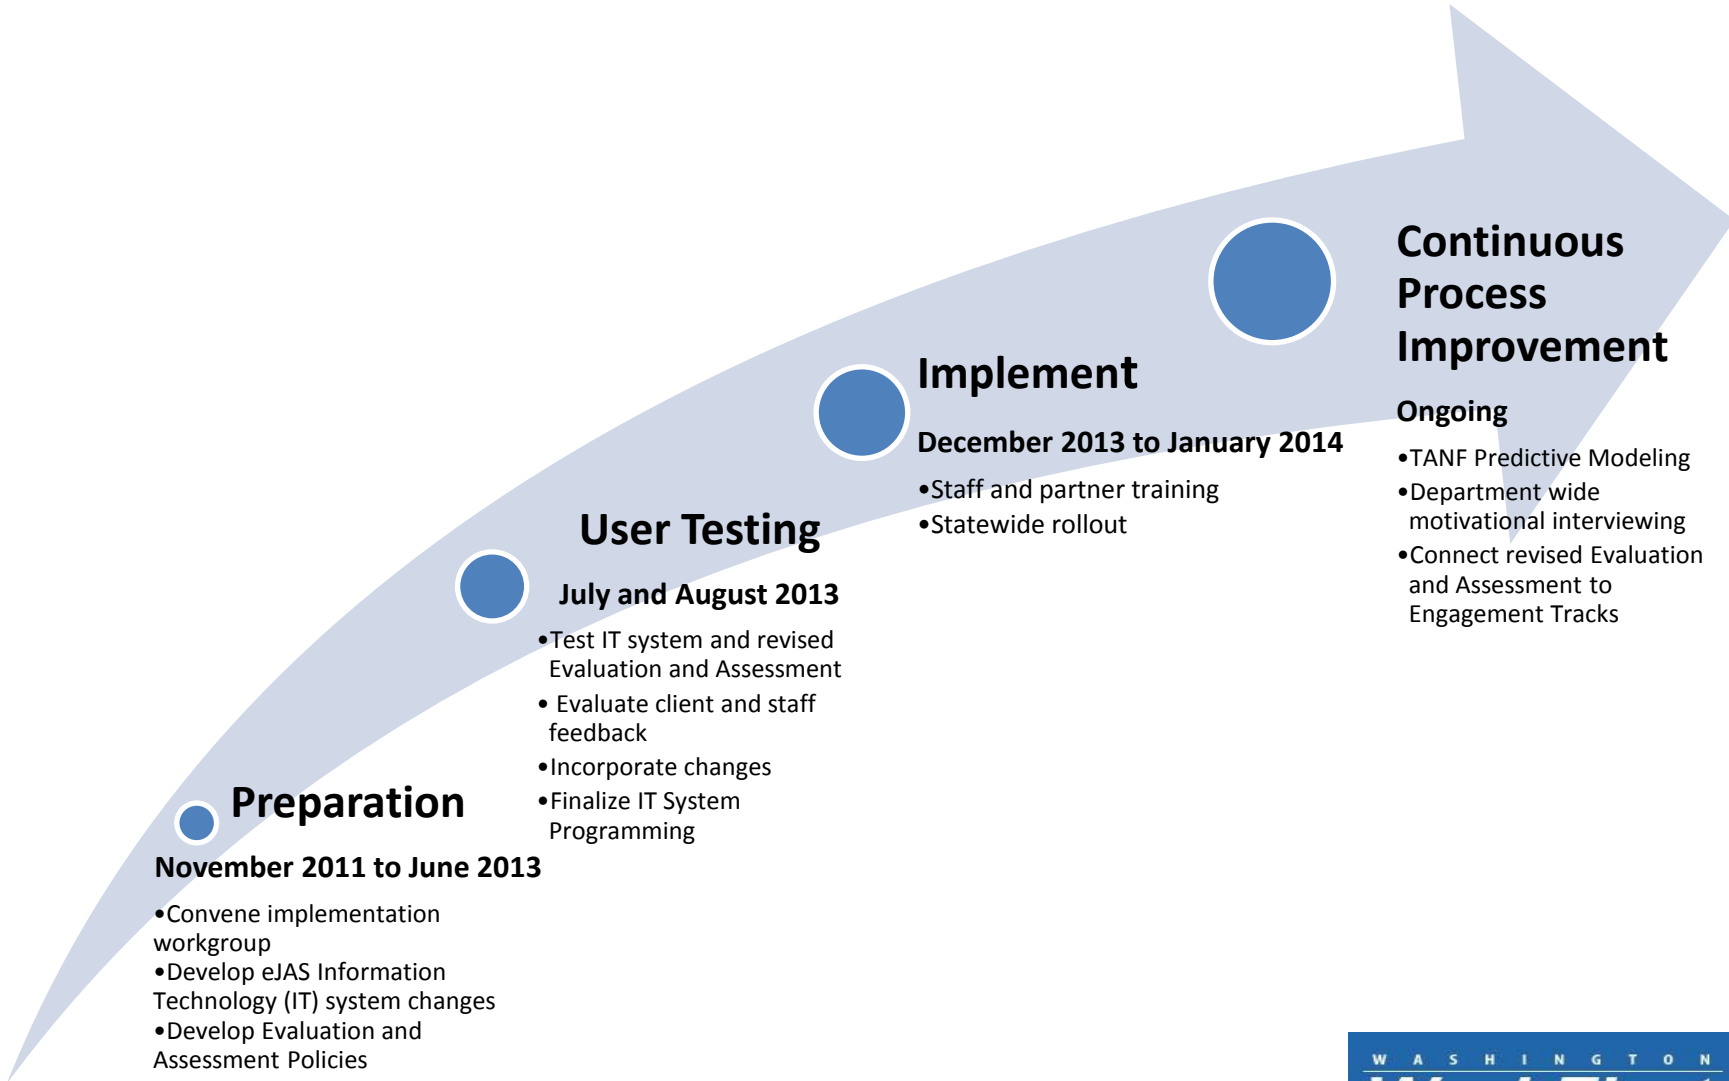 Preparation
November 2011 to June 2013
•Convene implementation
workgroup
•Develop eJAS Information
Technology (IT) system changes
•Develop Evaluation and
Assessment Policies
User Testing
July and August 2013
•Test IT system and revised
Evaluation and Assessment
• Evaluate client and staff
feedback
•Incorporate changes
•Finalize IT System
Programming
Implement
December 2013 to January 2014
•Staff and partner training
•Statewide rollout
Continuous
Process
Improvement
Ongoing
•TANF Predictive Modeling
•Department wide
motivational interviewing
•Connect revised Evaluation
and Assessment to
Engagement Tracks
WASHINGTON